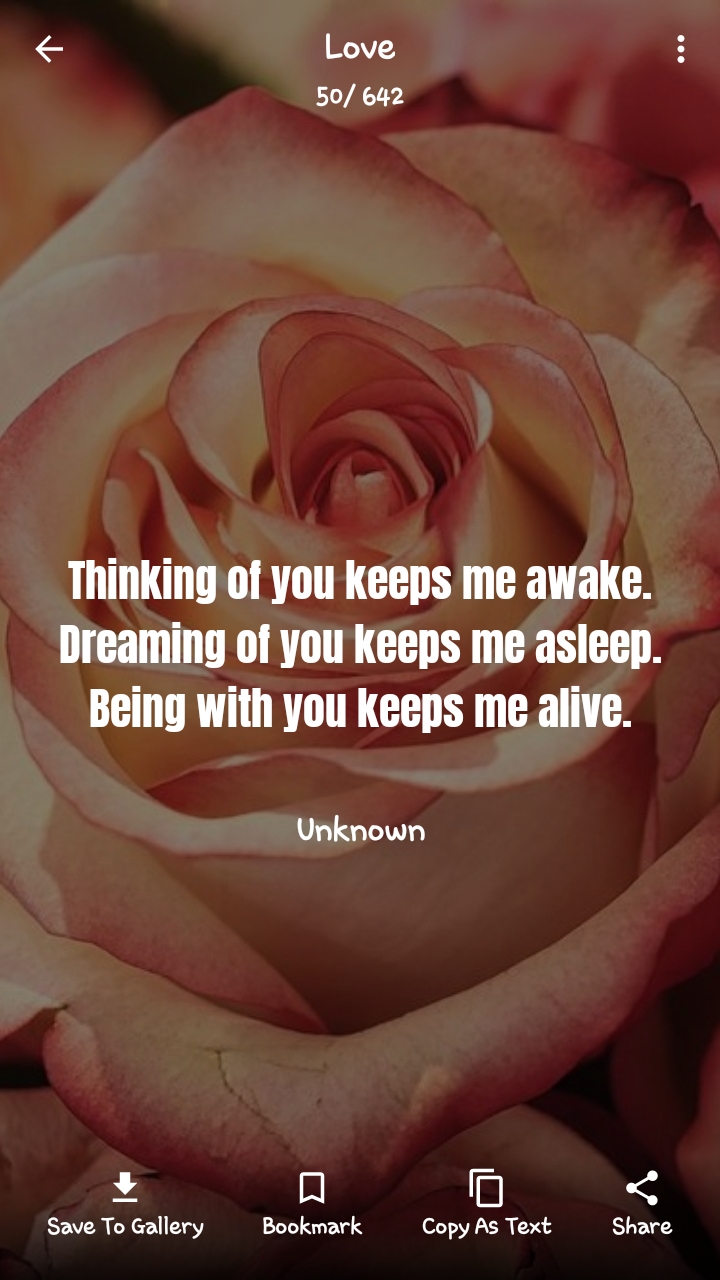 Love
50/ 642
Thinking of you keeps me awake.
Dreaming of you keeps me asleep.
Being with you keeps me alive.
Unknown
Save To Gallery
Bookmark
Copy As Text
Share